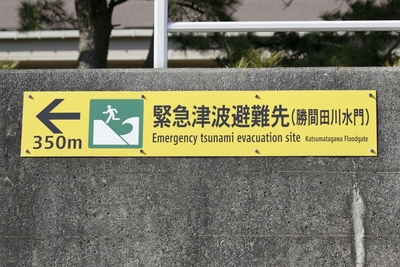 緊急津波避難先(勝間田川水門)
350m
Emergency tsunami evacuation site Katsumatagawa Floodgate